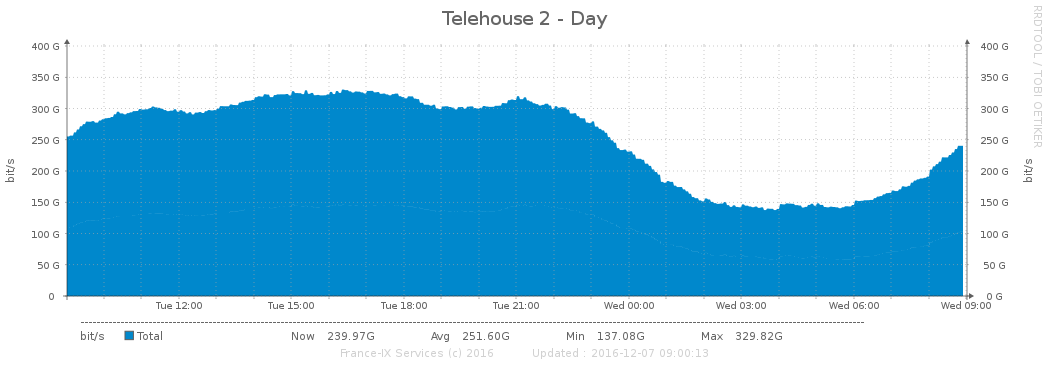 Telehouse 2 - Day
RRDTOOL / TOBI OETIKER
bit/s
400 G 400 G
350 G 350 G
300 G 300 G
250 G 250 G
200 G 200 G
150 G 150 G
100 G 100 G
50 G 50 G
0 0 G
bit/s
Tue 12:00 Tue 15:00 Tue 18:00 Tue 21:00 Wed 00:00 Wed 03:00 Wed 06:00 Wed 09:00
bit/s Total Now 239.97G Avg 251.60G Min 137.08G Max 329.82G
France-IX Services (c) 2016 Updated : 2016-12-07 09:00:13